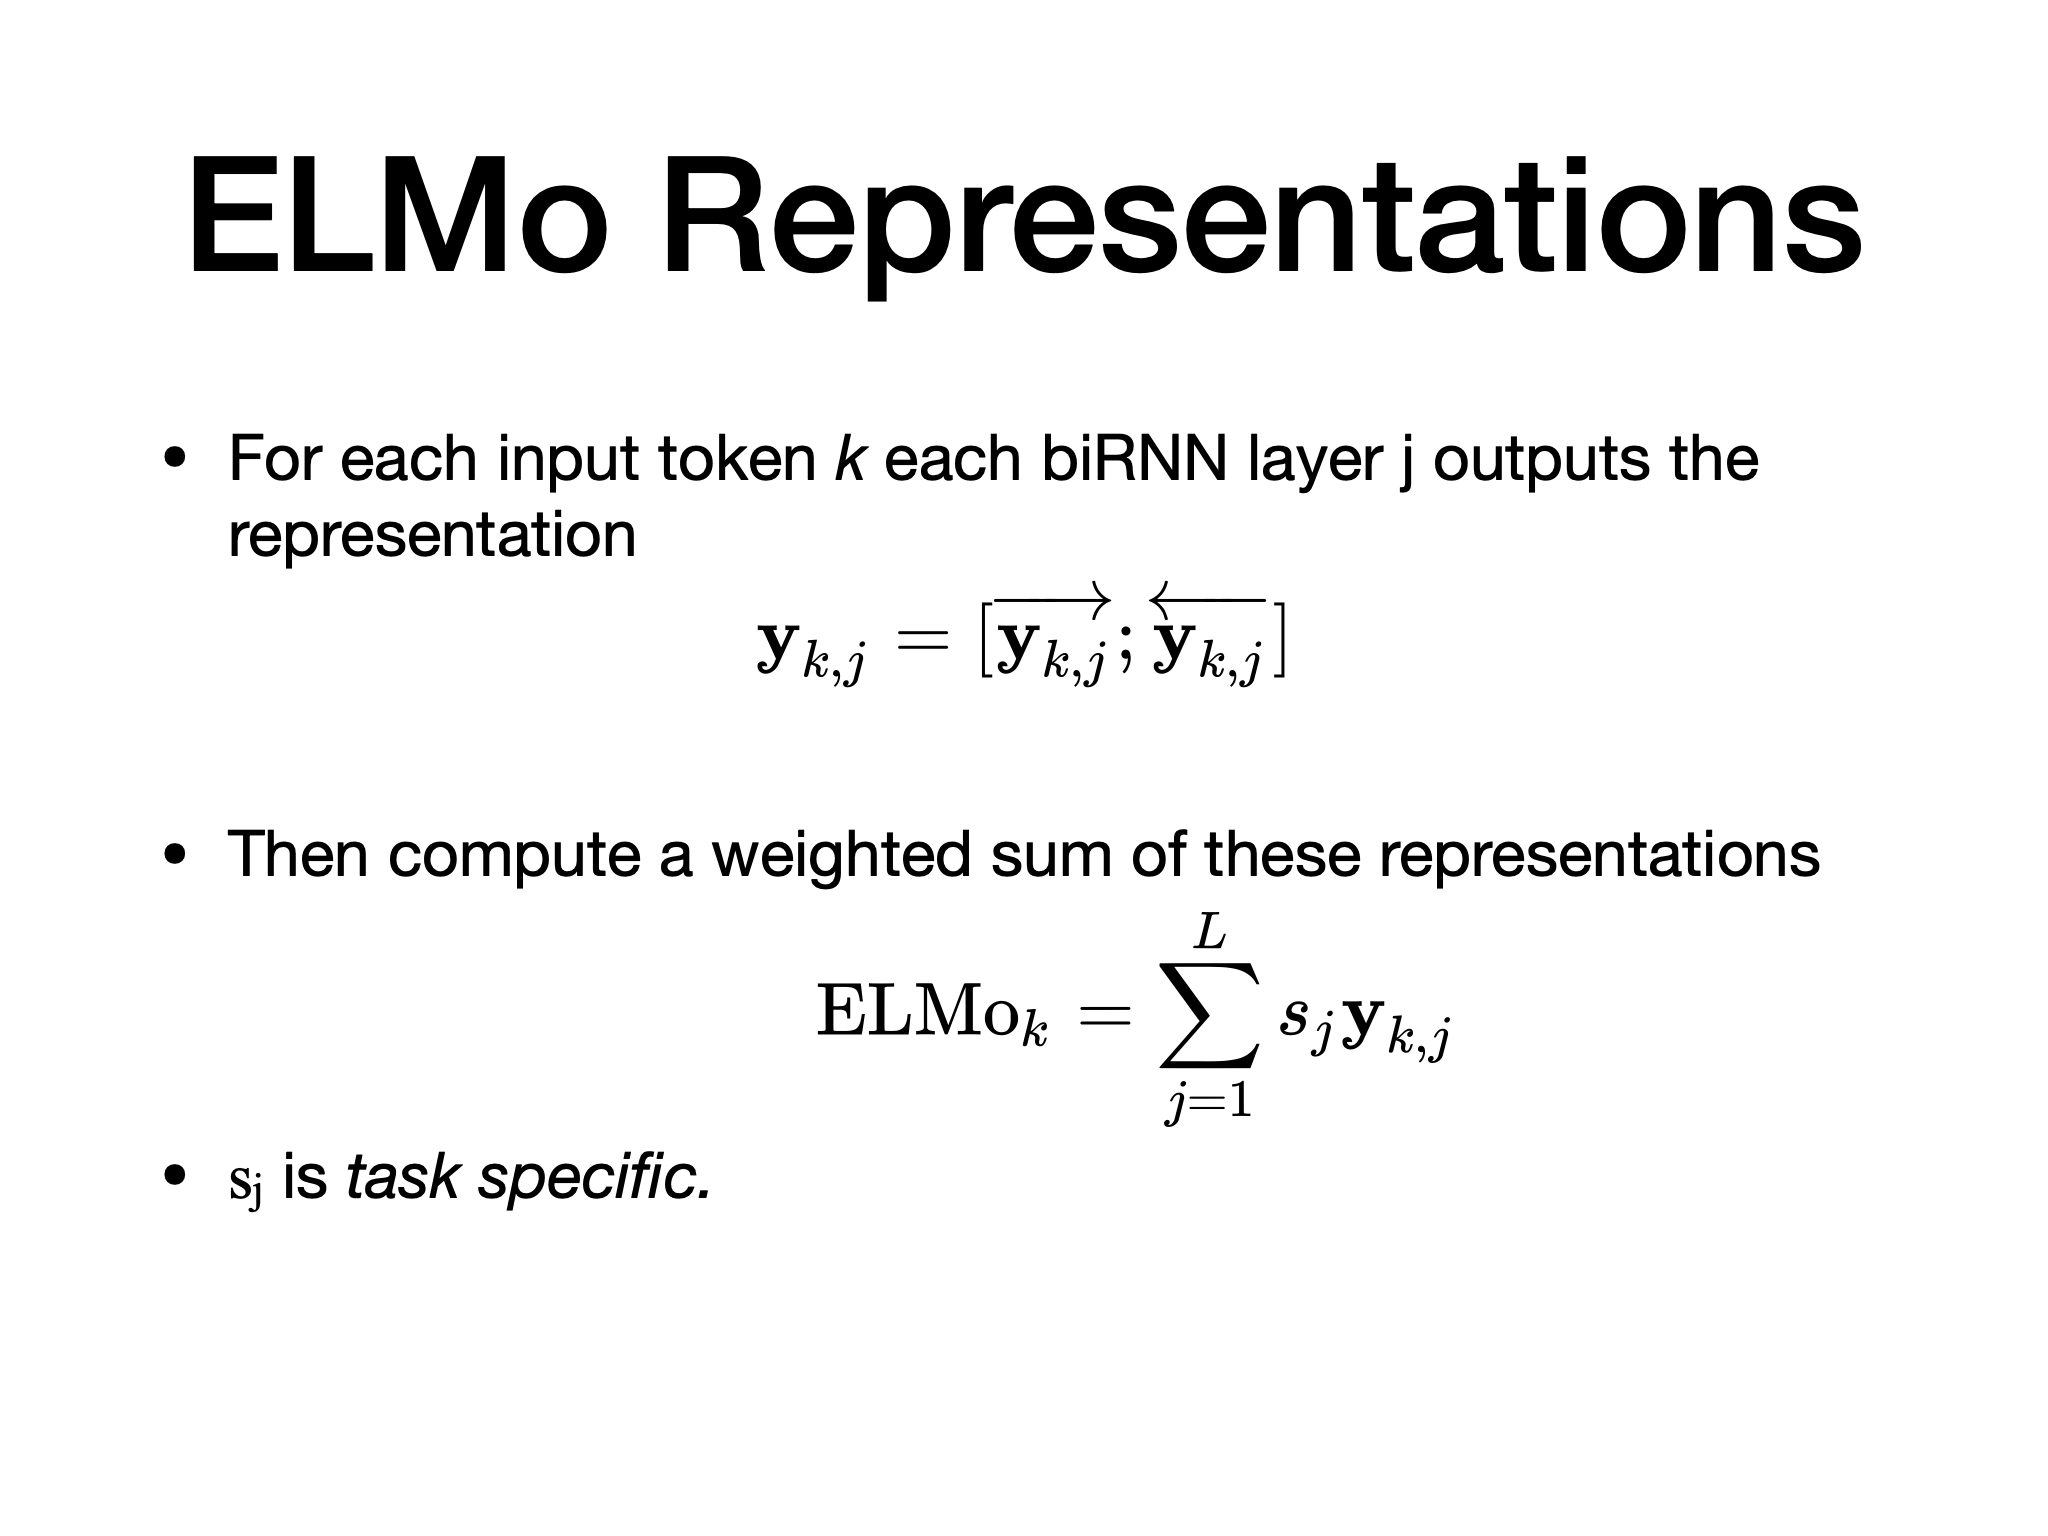 ELMo Representations
• For each input token k each biRNN layer j outputs the
representation
$\mathbf{y}_{k,j} = [\overrightarrow{\mathbf{y}_{k,j}}; \overleftarrow{\mathbf{y}_{k,j}}]$
• Then compute a weighted sum of these representations
$\mathrm{ELMo}_k = \sum_{j=1}^{L} \boldsymbol{s}_j \mathbf{y}_{k,j}$
• $\mathrm{s_j}$ is task specific.